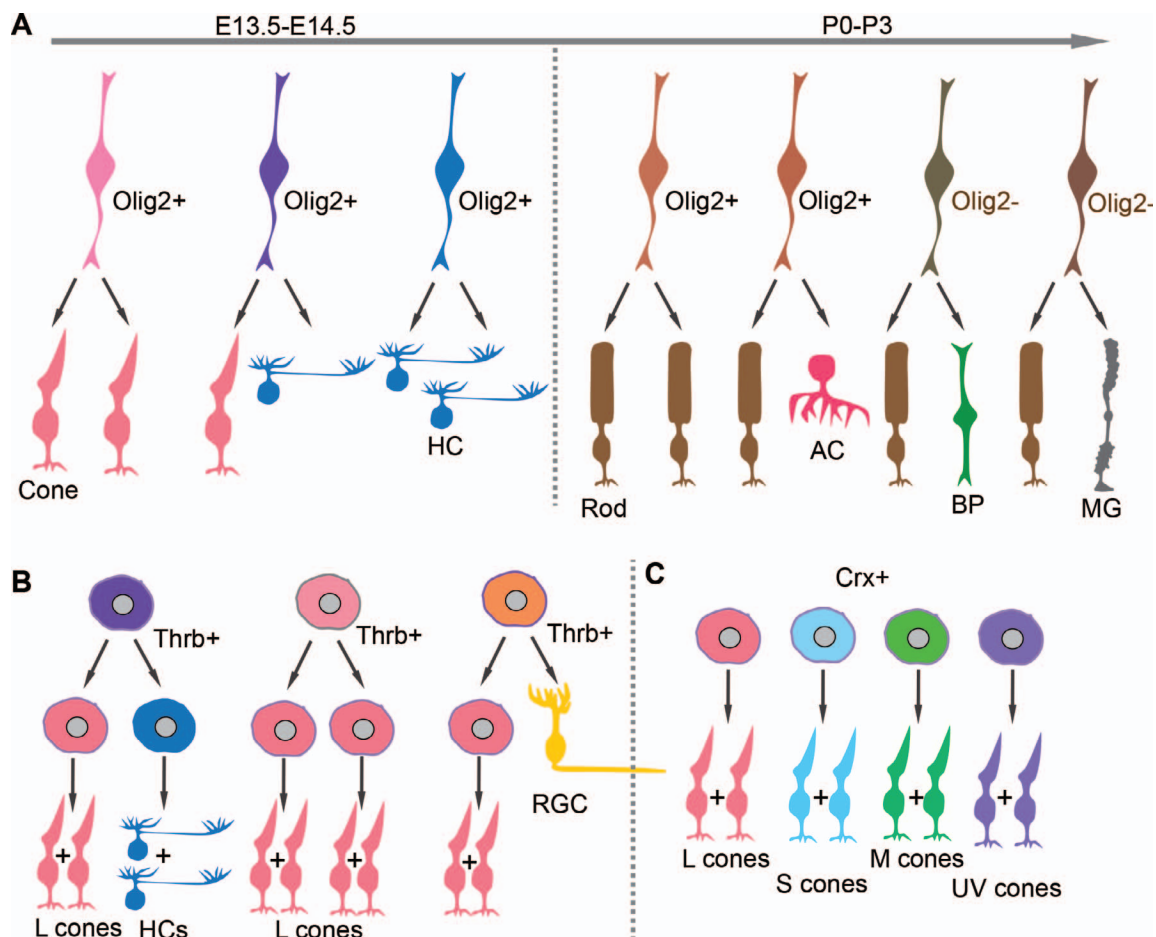 A
E13.5-E14.5
P0-P3
Olig2+
Olig2+
Olig2+
Olig2+
Olig2+
Olig2-
Olig2-
Cone
HC
Rod
AC
BP
MG
B
Thrb+
Thrb+
Thrb+
RGC
+
+
+
+
+
L cones
HCs
L cones
C
Crx+
+
+
+
+
L cones
S cones
M cones
UV cones